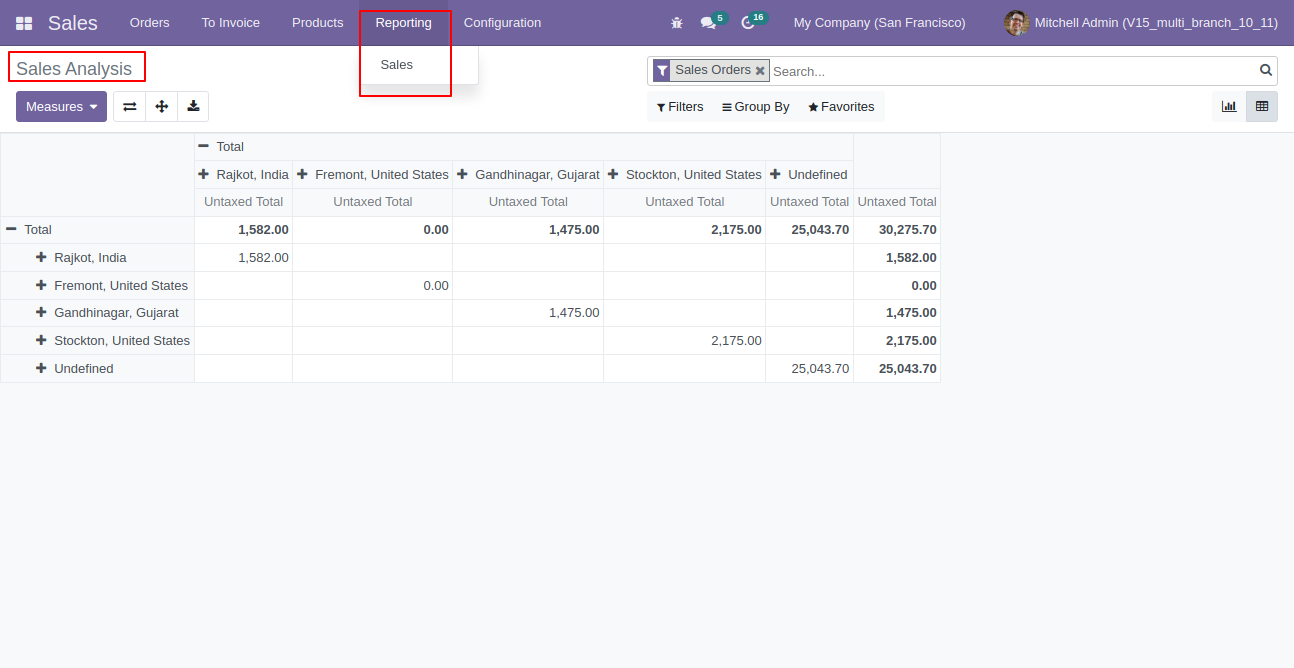 Sales Orders To Invoice Products Reporting Configuration 5 16 My Company (San Francisco) Mitchell Admin (V15_multi_branch_10_11)
Sales Analysis
Sales
Sales Orders Search...
Measures
Filters Group By Favorites
Total
Rajkot, India Fremont, United States Gandhinagar, Gujarat Stockton, United States Undefined
Untaxed Total Untaxed Total Untaxed Total Untaxed Total Untaxed Total Untaxed Total
Total 1,582.00 0.00 1,475.00 2,175.00 25,043.70 30,275.70
Rajkot, India 1,582.00 1,582.00
Fremont, United States 0.00 0.00
Gandhinagar, Gujarat 1,475.00 1,475.00
Stockton, United States 2,175.00 2,175.00
Undefined 25,043.70 25,043.70